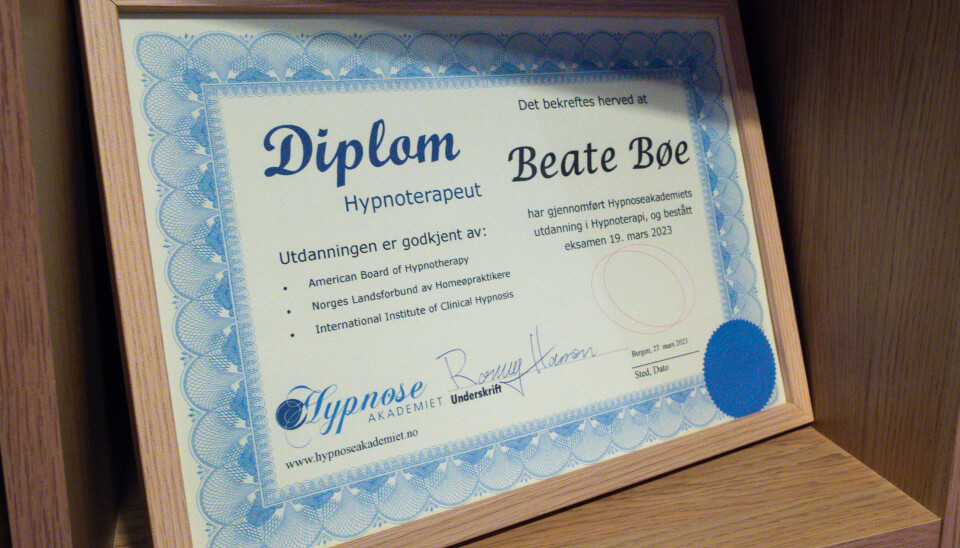 Diplom
Hypnoterapeut
Utdanningen er godkjent av:
• American Board of Hypnotherapy
• Norges Landsforbund av Homeøpraktikere
• International Institute of Clinical Hypnosis
Det bekreftes herved at
Beate Bøe
har gjennomført Hypnoseakademiets
utdanning i Hypnoterapi, og bestått
eksamen 19. mars 2023
Hypnose
AKADEMIET
www.hypnoseakademiet.no
Underskrift
Bergen, 27. mars 2023
Sted, Dato